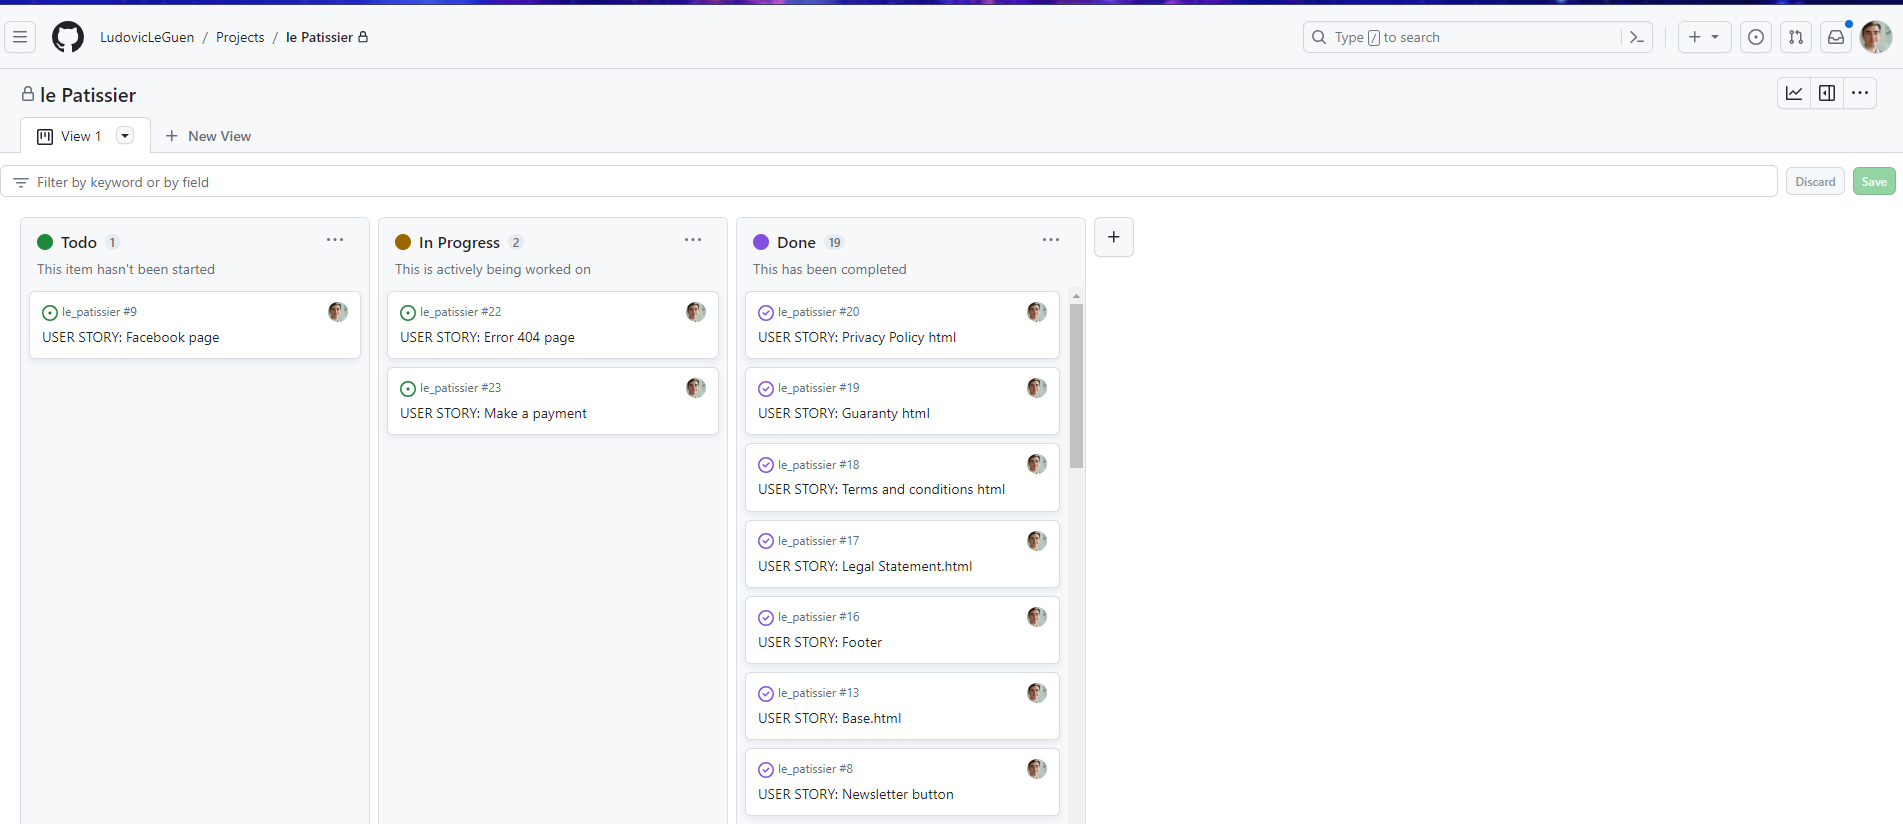 LudovicLeGuen / Projects / le Patissier
Type / to search
le Patissier
View 1
New View
Filter by keyword or by field
Discard
Save
Todo 1
This item hasn't been started
le_patissier #9
USER STORY: Facebook page
In Progress 2
This is actively being worked on
le_patissier #22
USER STORY: Error 404 page
le_patissier #23
USER STORY: Make a payment
Done 19
This has been completed
le_patissier #20
USER STORY: Privacy Policy html
le_patissier #19
USER STORY: Guaranty html
le_patissier #18
USER STORY: Terms and conditions html
le_patissier #17
USER STORY: Legal Statement.html
le_patissier #16
USER STORY: Footer
le_patissier #13
USER STORY: Base.html
le_patissier #8
USER STORY: Newsletter button